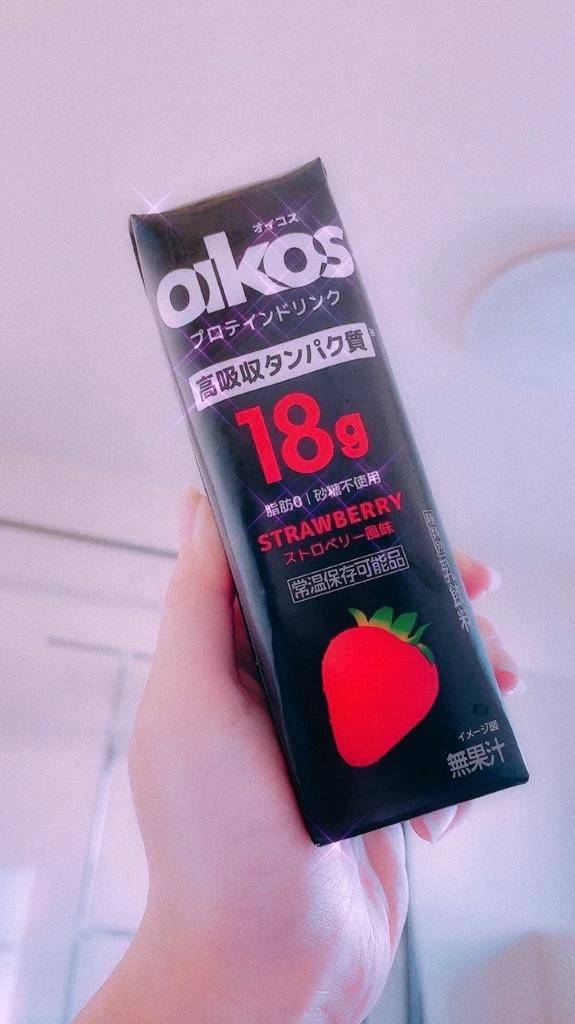 オイコス
oikos
プロテインドリンク
高吸収タンパク質※
18g
脂肪0|砂糖不使用
STRAWBERRY
ストロベリー風味
常温保存可能品
イメージ図
無果汁